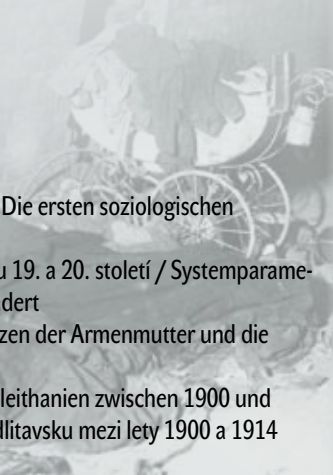 Die ersten soziologischen
u 19. a 20. století / Systemparame-
dert
zen der Armenmutter und die
leithanien zwischen 1900 und
dlitavsku mezi lety 1900 a 1914